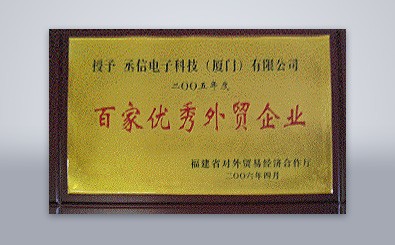 授予 丞信电子科技（厦门）有限公司
二〇〇五年度
百家优秀外贸企业
福建省对外贸易经济合作厅
二〇〇六年四月